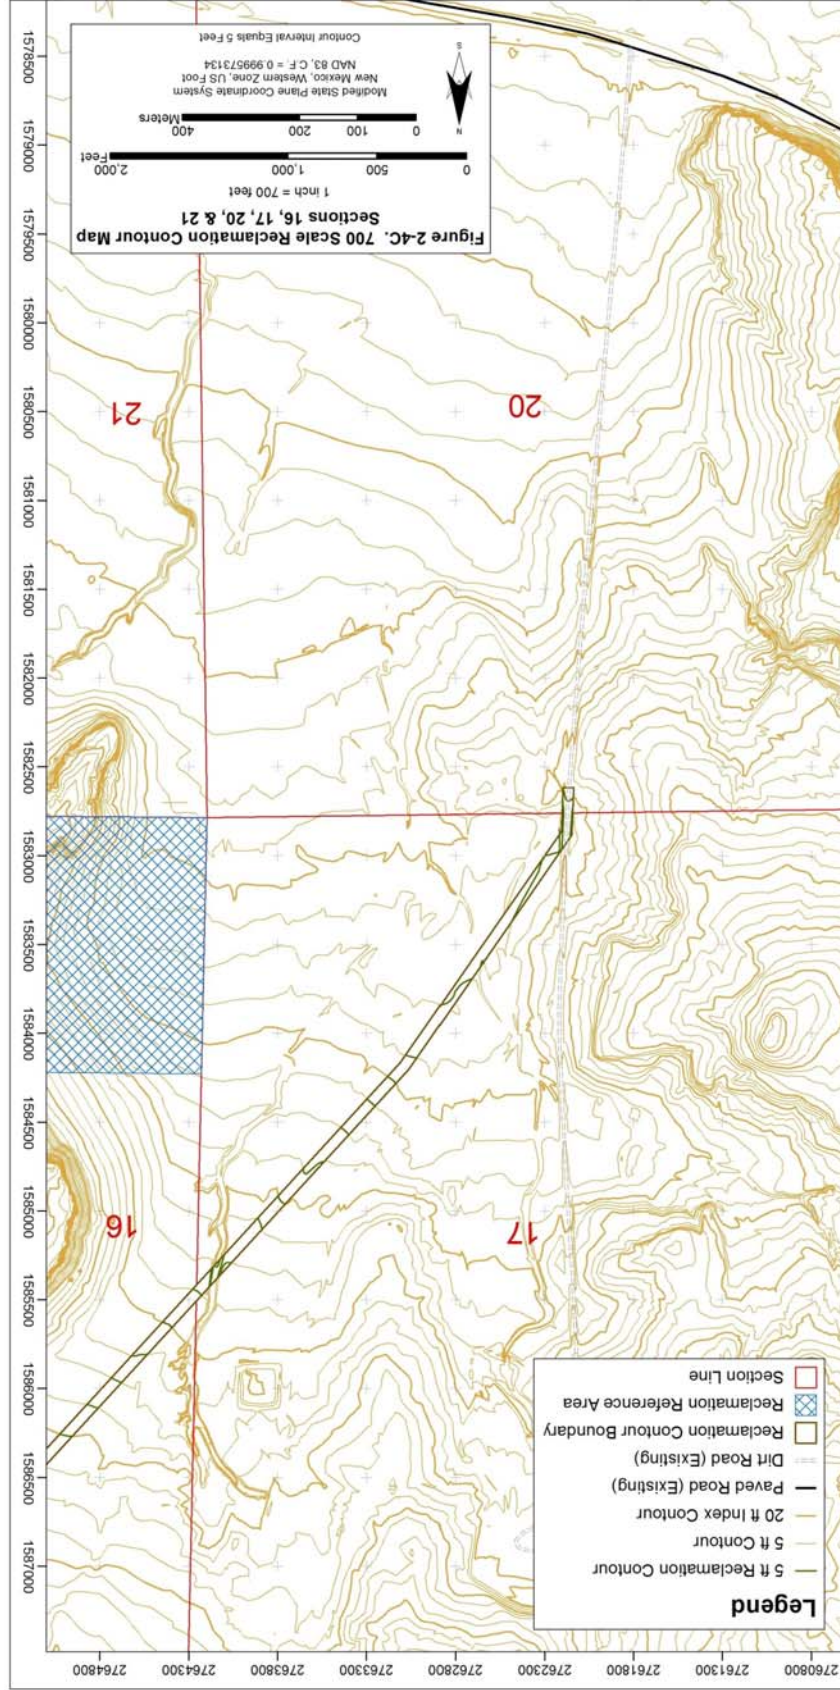 2760800 2761300 2761800 2762300 2762800 2763300 2763800 2764300 2764800
Legend
5 ft Reclamation Contour
5 ft Contour
20 ft Index Contour
Paved Road (Existing)
Dirt Road (Existing)
Reclamation Contour Boundary
Reclamation Reference Area
Section Line
17
16
20
21
1587000
1586500
1586000
1585500
1585000
1584500
1584000
1583500
1583000
1582500
1582000
1581500
1581000
1580500
1580000
1579500
1579000
1578500
Figure 2-4C. 700 Scale Reclamation Contour Map
Sections 16, 17, 20, & 21
1 inch = 700 feet
0 500 1,000 2,000
Feet
0 100 200 400
Meters
N
S
Modified State Plane Coordinate System
New Mexico, Western Zone, US Foot
NAD 83, C.F. = 0.999573134
Contour Interval Equals 5 Feet